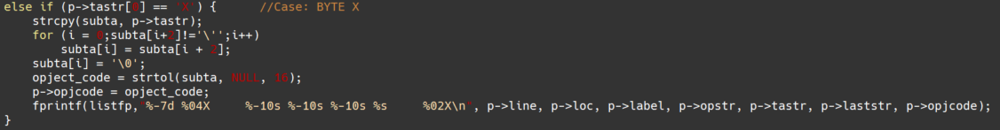 else if (p->tastr[0] == 'X') {      //Case: BYTE X
    strcpy(subta, p->tastr);
    for (i = 0;subta[i+2]!='\'';i++)
        subta[i] = subta[i + 2];
    subta[i] = '\0';
    opject_code = strtol(subta, NULL, 16);
    p->opjcode = opject_code;
    fprintf(listfp, %-7d %04X     %-10s %-10s %-10s %s     %02X\n", p->line, p->loc, p->label, p->opstr, p->tastr, p->laststr, p->opjcode);
}